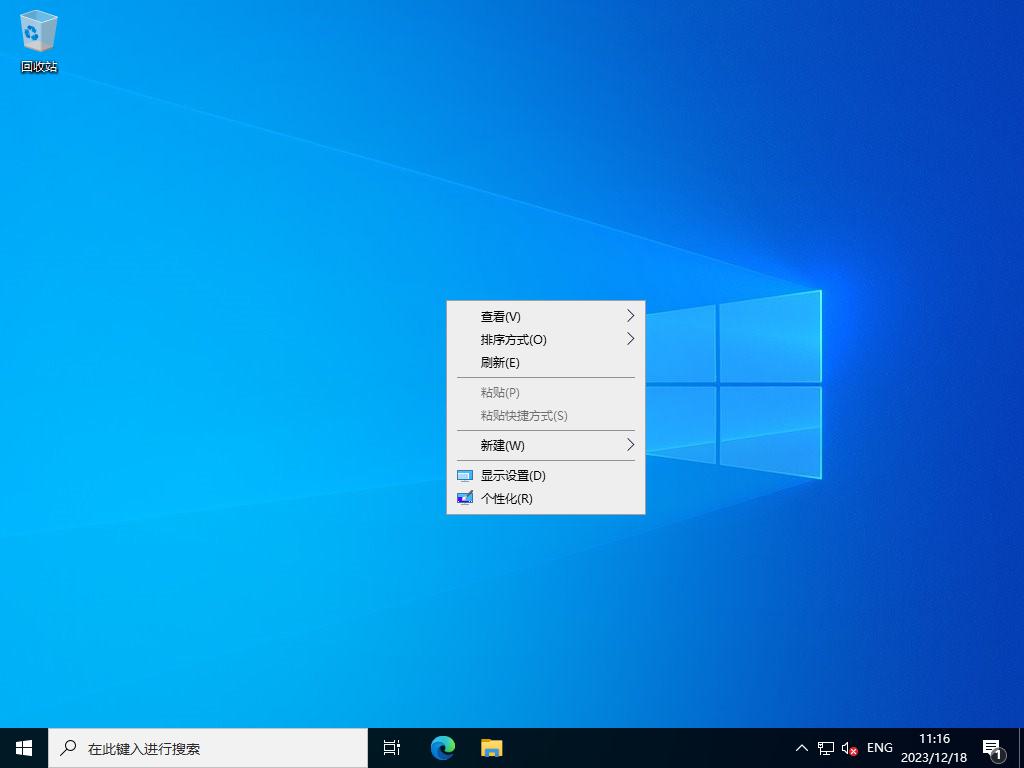 回收站
查看(V)
排序方式(O)
刷新(E)
粘贴(P)
粘贴快捷方式(S)
新建(W)
显示设置(D)
个性化(R)
在此键入进行搜索
ENG
11:16
2023/12/18
1